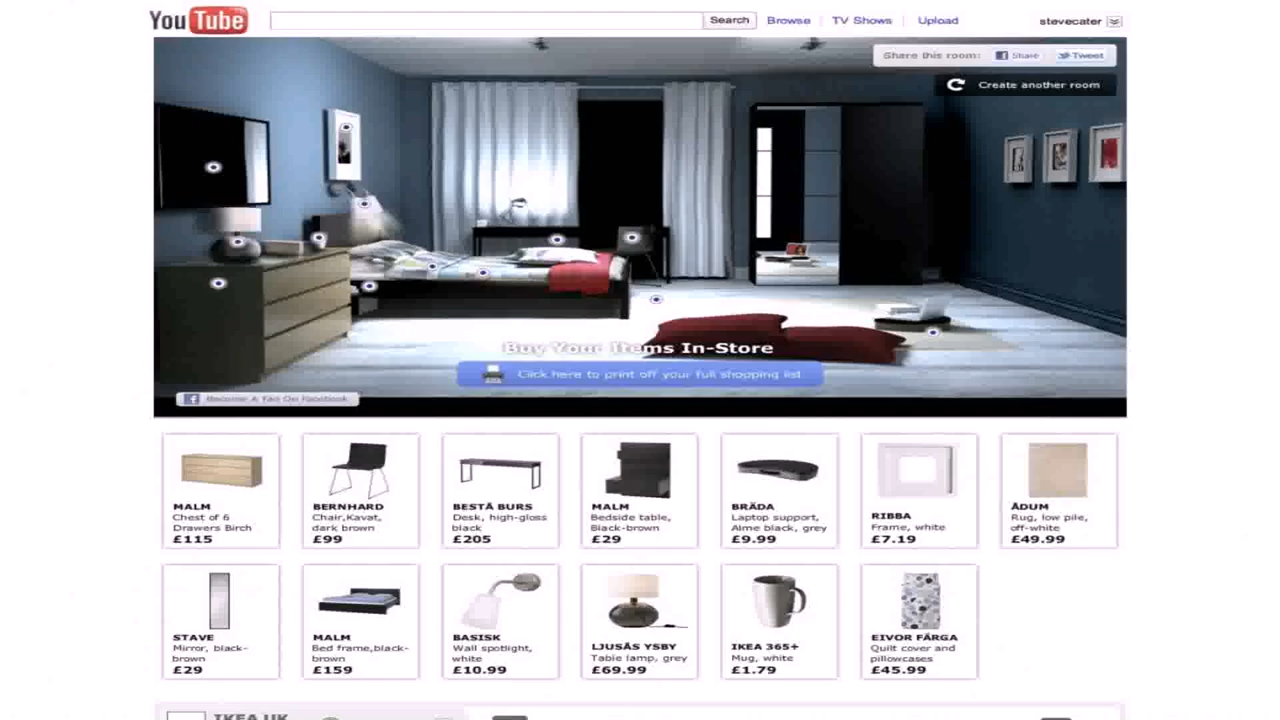 YouTube
Search Browse TV Shows Upload stevecater
Share this room: Share Tweet
Create another room
Buy Your Items In-Store
Click here to print off your full shopping list
Become A Fan On Facebook
MALM
Chest of 6
Drawers Birch
£115
BERNHARD
Chair,Kavat,
dark brown
£99
BESTÅ BURS
Desk, high-gloss
black
£205
MALM
Bedside table,
Black-brown
£29
BRÄDA
Laptop support,
Alme black, grey
£9.99
RIBBA
Frame, white
£7.19
ÅDUM
Rug, low pile,
off-white
£49.99
STAVE
Mirror, black-
brown
£29
MALM
Bed frame,black-
brown
£159
BASISK
Wall spotlight,
white
£10.99
LJUSÅS YSBY
Table lamp, grey
£69.99
IKEA 365+
Mug, white
£1.79
EIVOR FÄRGA
Quilt cover and
pillowcases
£45.99
IKEA UK